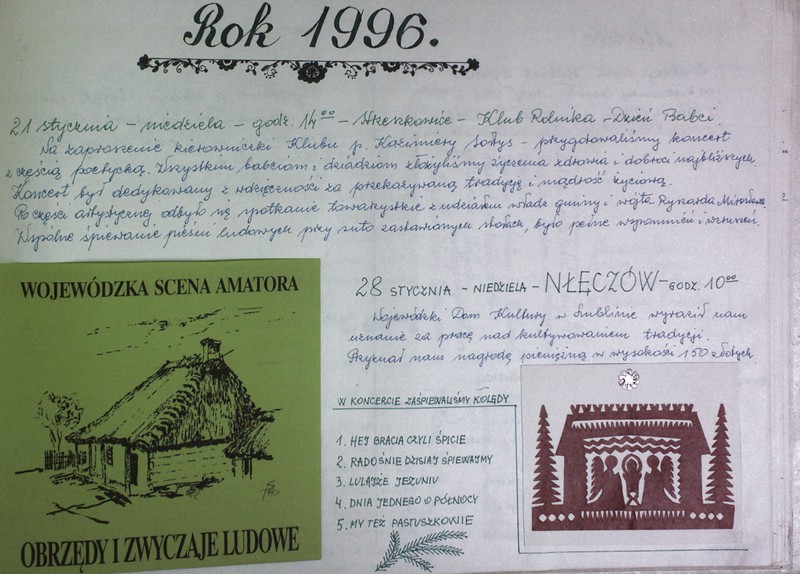 Rok 1996.
21 stycznia – niedziela – godz. 14⁰⁰ – Strzeszkowice – Klub Rolnika – Dzień Babci.
Na zaproszenie kierowniczki Klubu p. Kazimiery Sołtys – przygotowaliśmy koncert
z częścią poetycką. Wszystkim babciom i dziadziom złożyliśmy życzenia zdrowia i dobroci najbliższych
Koncert był dedykowany z wdzięczności za przekazywaną tradycję i mądrość życiową.
Po części artystycznej odbyło się spotkanie towarzyskie z udziałem władz gminy i wójta Ryszarda
Wspólne śpiewanie pieśni ludowych przy suto zastawionych stołach, było pełne wspomnień i wzruszeń.
WOJEWÓDZKA SCENA AMATORA
OBRZĘDY I ZWYCZAJE LUDOWE
28 STYCZNIA – NIEDZIELA – NŁĘCZÓW – GODZ. 10⁰⁰
Wojewódzki Dom Kultury w Lublinie wyraził nam
uznanie za pracę nad kultywowaniem tradycji.
Przyznał nam nagrodę pieniężną w wysokości 150 złotych.
W KONCERCIE ZAŚPIEWALIŚMY KOLĘDY
1. HEJ BRACIA CZYLI ŚPICIE
2. RADOŚNIE DZISIAJ ŚPIEWAJMY
3. LULAJŻE JEZUNIU
4. DNIA JEDNEGO O PÓŁNOCY
5. MY TEŻ PASTUSZKOWIE